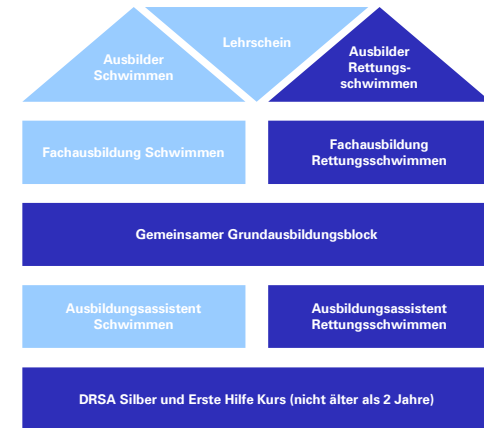 Ausbilder
Schwimmen
Lehrschein
Ausbilder
Rettungs-
schwimmen
Fachausbildung Schwimmen
Fachausbildung
Rettungsschwimmen
Gemeinsamer Grundausbildungsblock
Ausbildungsassistent
Schwimmen
Ausbildungsassistent
Rettungsschwimmen
DRSA Silber und Erste Hilfe Kurs (nicht älter als 2 Jahre)